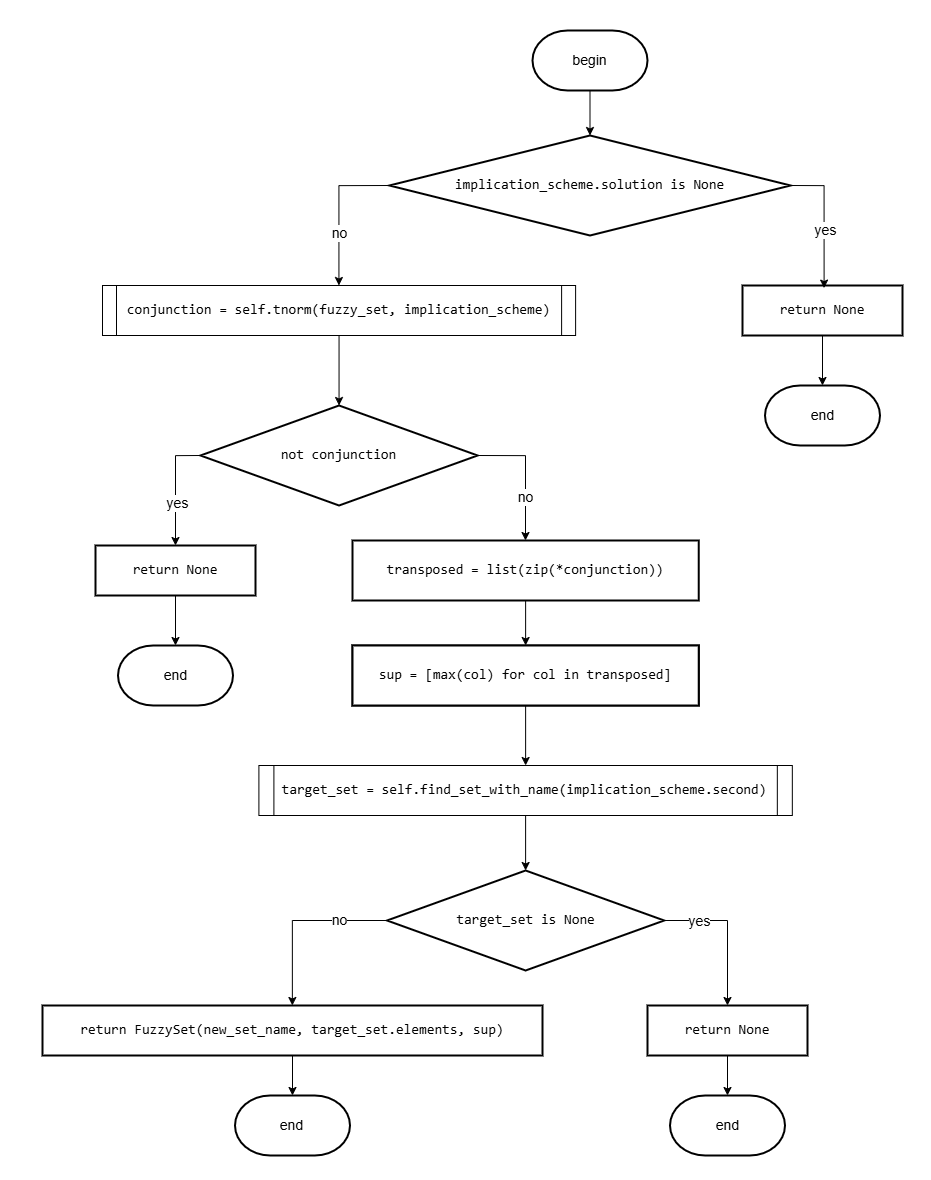 begin
implication_scheme.solution is None
no
yes
conjunction = self.tnorm(fuzzy_set, implication_scheme)
return None
end
not conjunction
yes
no
return None
transposed = list(zip(*conjunction))
end
sup = [max(col) for col in transposed]
target_set = self.find_set_with_name(implication_scheme.second)
target_set is None
no
yes
return FuzzySet(new_set_name, target_set.elements, sup)
return None
end
end